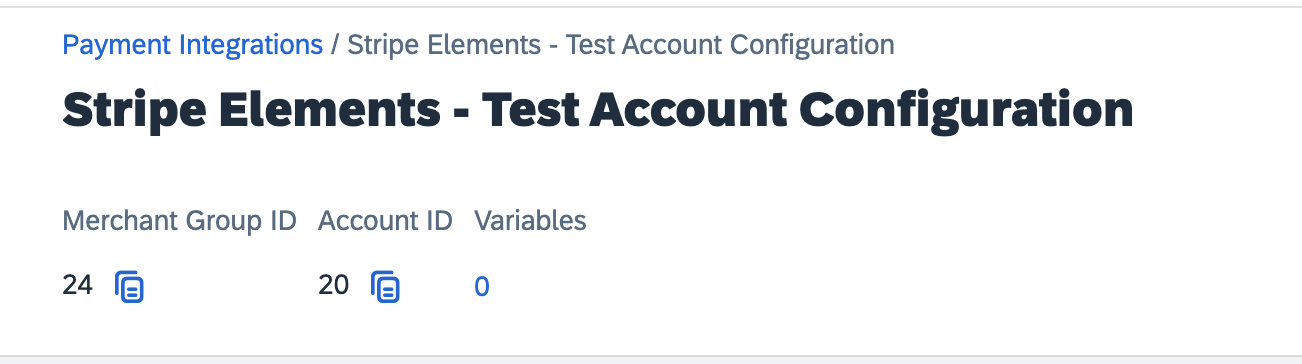 Payment Integrations / Stripe Elements - Test Account Configuration
Stripe Elements - Test Account Configuration
Merchant Group ID Account ID Variables
24 20 0